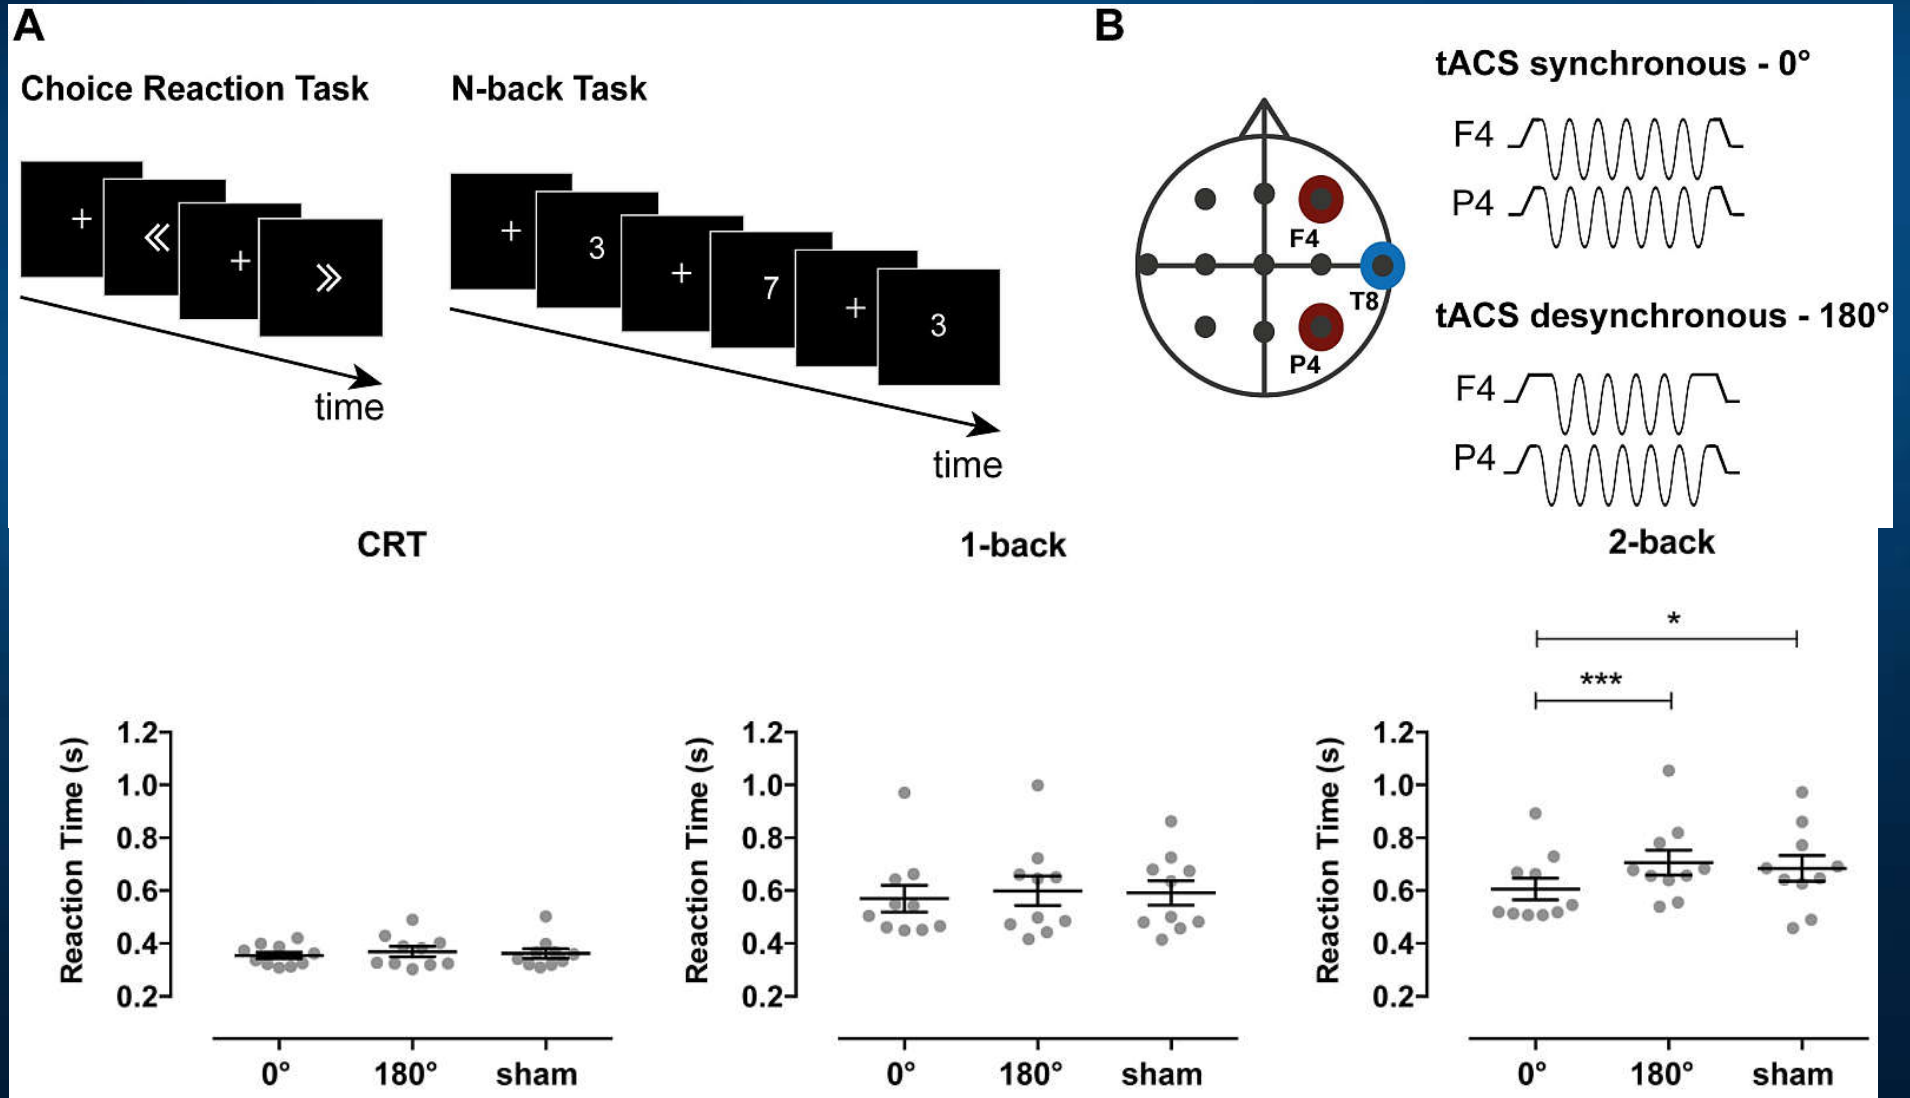 A
Choice Reaction Task
+
«
+
»
time
N-back Task
+
3
+
7
+
3
time
B
F4
T8
P4
tACS synchronous - 0°
F4
P4
tACS desynchronous - 180°
F4
P4
CRT
Reaction Time (s)
1.2
1.0
0.8
0.6
0.4
0.2
0° 180° sham
1-back
Reaction Time (s)
1.2
1.0
0.8
0.6
0.4
0.2
0° 180° sham
2-back
*
***
Reaction Time (s)
1.2
1.0
0.8
0.6
0.4
0.2
0° 180° sham